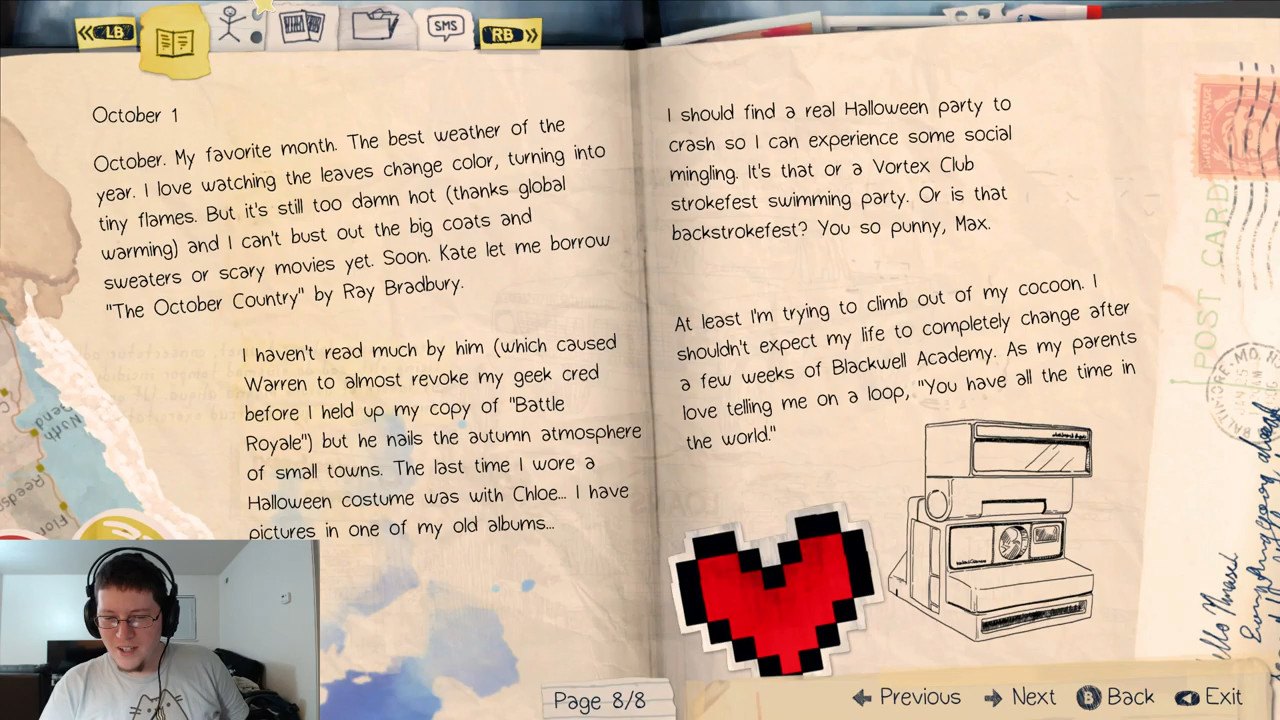 LB
SMS
RB
October 1
October. My favorite month. The best weather of the
year. I love watching the leaves change color, turning into
tiny flames. But it's still too damn hot (thanks global
warming) and I can't bust out the big coats and
sweaters or scary movies yet. Soon. Kate let me borrow
"The October Country" by Ray Bradbury.
I haven't read much by him (which caused
Warren to almost revoke my geek cred
before I held up my copy of "Battle
Royale") but he nails the autumn atmosphere
of small towns. The last time I wore a
Halloween costume was with Chloe... I have
pictures in one of my old albums...
I should find a real Halloween party to
crash so I can experience some social
mingling. It's that or a Vortex Club
strokefest swimming party. Or is that
backstrokefest? You so punny, Max.
At least I'm trying to climb out of my cocoon. I
shouldn't expect my life to completely change after
a few weeks of Blackwell Academy. As my parents
love telling me on a loop, "You have all the time in
the world."
POST CARD
North
Bend
Page 8/8
Previous
Next
B Back
Exit